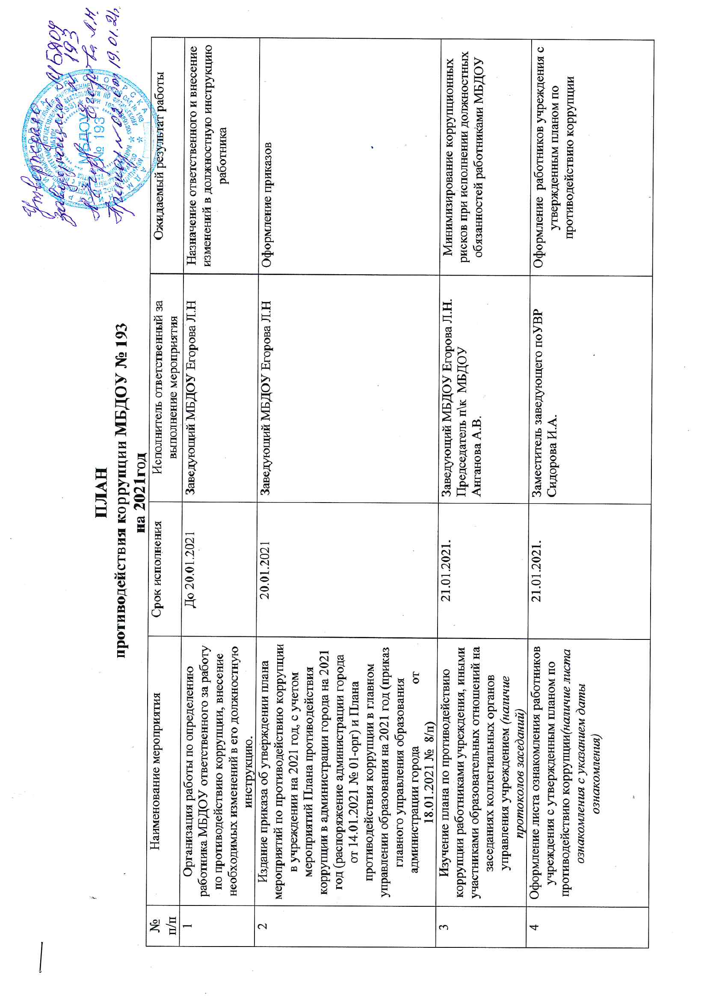 Утверждено
заведующей МБДОУ
193
Егорова Л.Н.
Приказ № 02 от 19.01.21г.
МБДОУ
№ 193
ПЛАН
противодействия коррупции МБДОУ № 193
на 2021год
№
п/п
Наименование мероприятия
Срок исполнения
Исполнитель ответственный за
выполнение мероприятия
Ожидаемый результат работы
1
Организация работы по определению
работника МБДОУ ответственного за работу
по противодействию коррупции, внесение
необходимых изменений в его должностную
инструкцию.
До 20.01.2021
Заведующий МБДОУ Егорова Л.Н
Назначение ответственного и внесение
изменений в должностную инструкцию
работника
2
Издание приказа об утверждении плана
мероприятий по противодействию коррупции
в учреждении на 2021 год, с учетом
мероприятий Плана противодействия
коррупции в администрации города на 2021
год (распоряжение администрации города
от 14.01.2021 № 01-орг) и Плана
противодействия коррупции в главном
управлении образования на 2021 год (приказ
главного управления образования
администрации города от
18.01.2021 № 8/п)
20.01.2021
Заведующий МБДОУ Егорова Л.Н
Оформление приказов
3
Изучение плана по противодействию
коррупции работниками учреждения, иными
участниками образовательных отношений на
заседаниях коллегиальных органов
управления учреждением (наличие
протоколов заседаний)
21.01.2021.
Заведующий МБДОУ Егорова Л.Н.
Председатель п\к МБДОУ
Анганова А.В.
Минимизирование коррупционных
рисков при исполнении должностных
обязанностей работниками МБДОУ
4
Оформление листа ознакомления работников
учреждения с утвержденным планом по
противодействию коррупции(наличие листа
ознакомления с указанием даты
ознакомления)
21.01.2021.
Заместитель заведующего поУВР
Сидорова И.А.
Оформление работников учреждения с
утвержденным планом по
противодействию коррупции